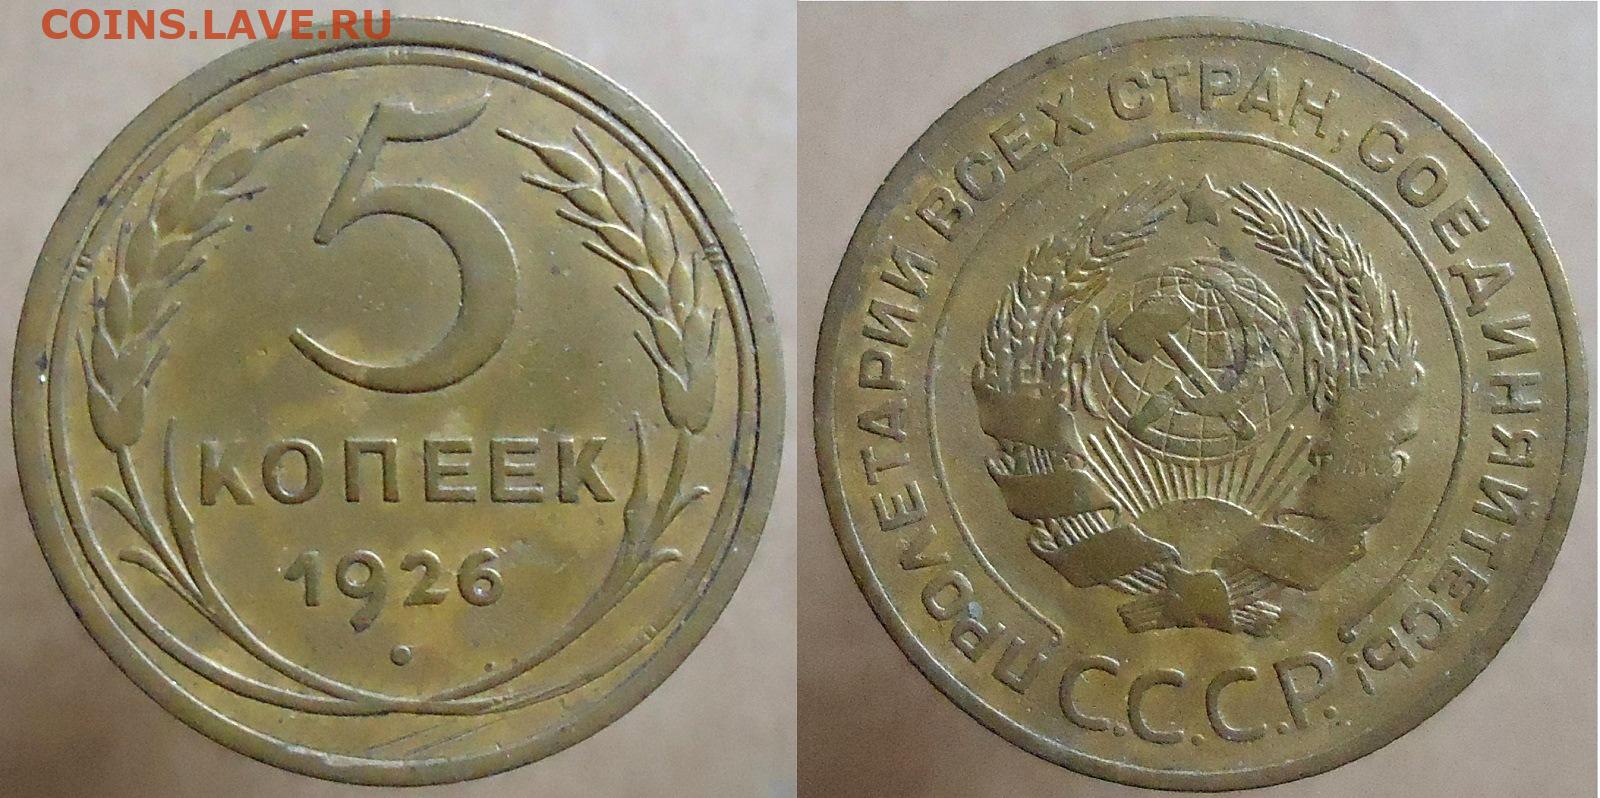 COINS.LAVE.RU
5
КОПЕЕК
1926
ПРОЛЕТАРИИ ВСЕХ СТРАН, СОЕДИНЯЙТЕСЬ!
С.С.С.Р.